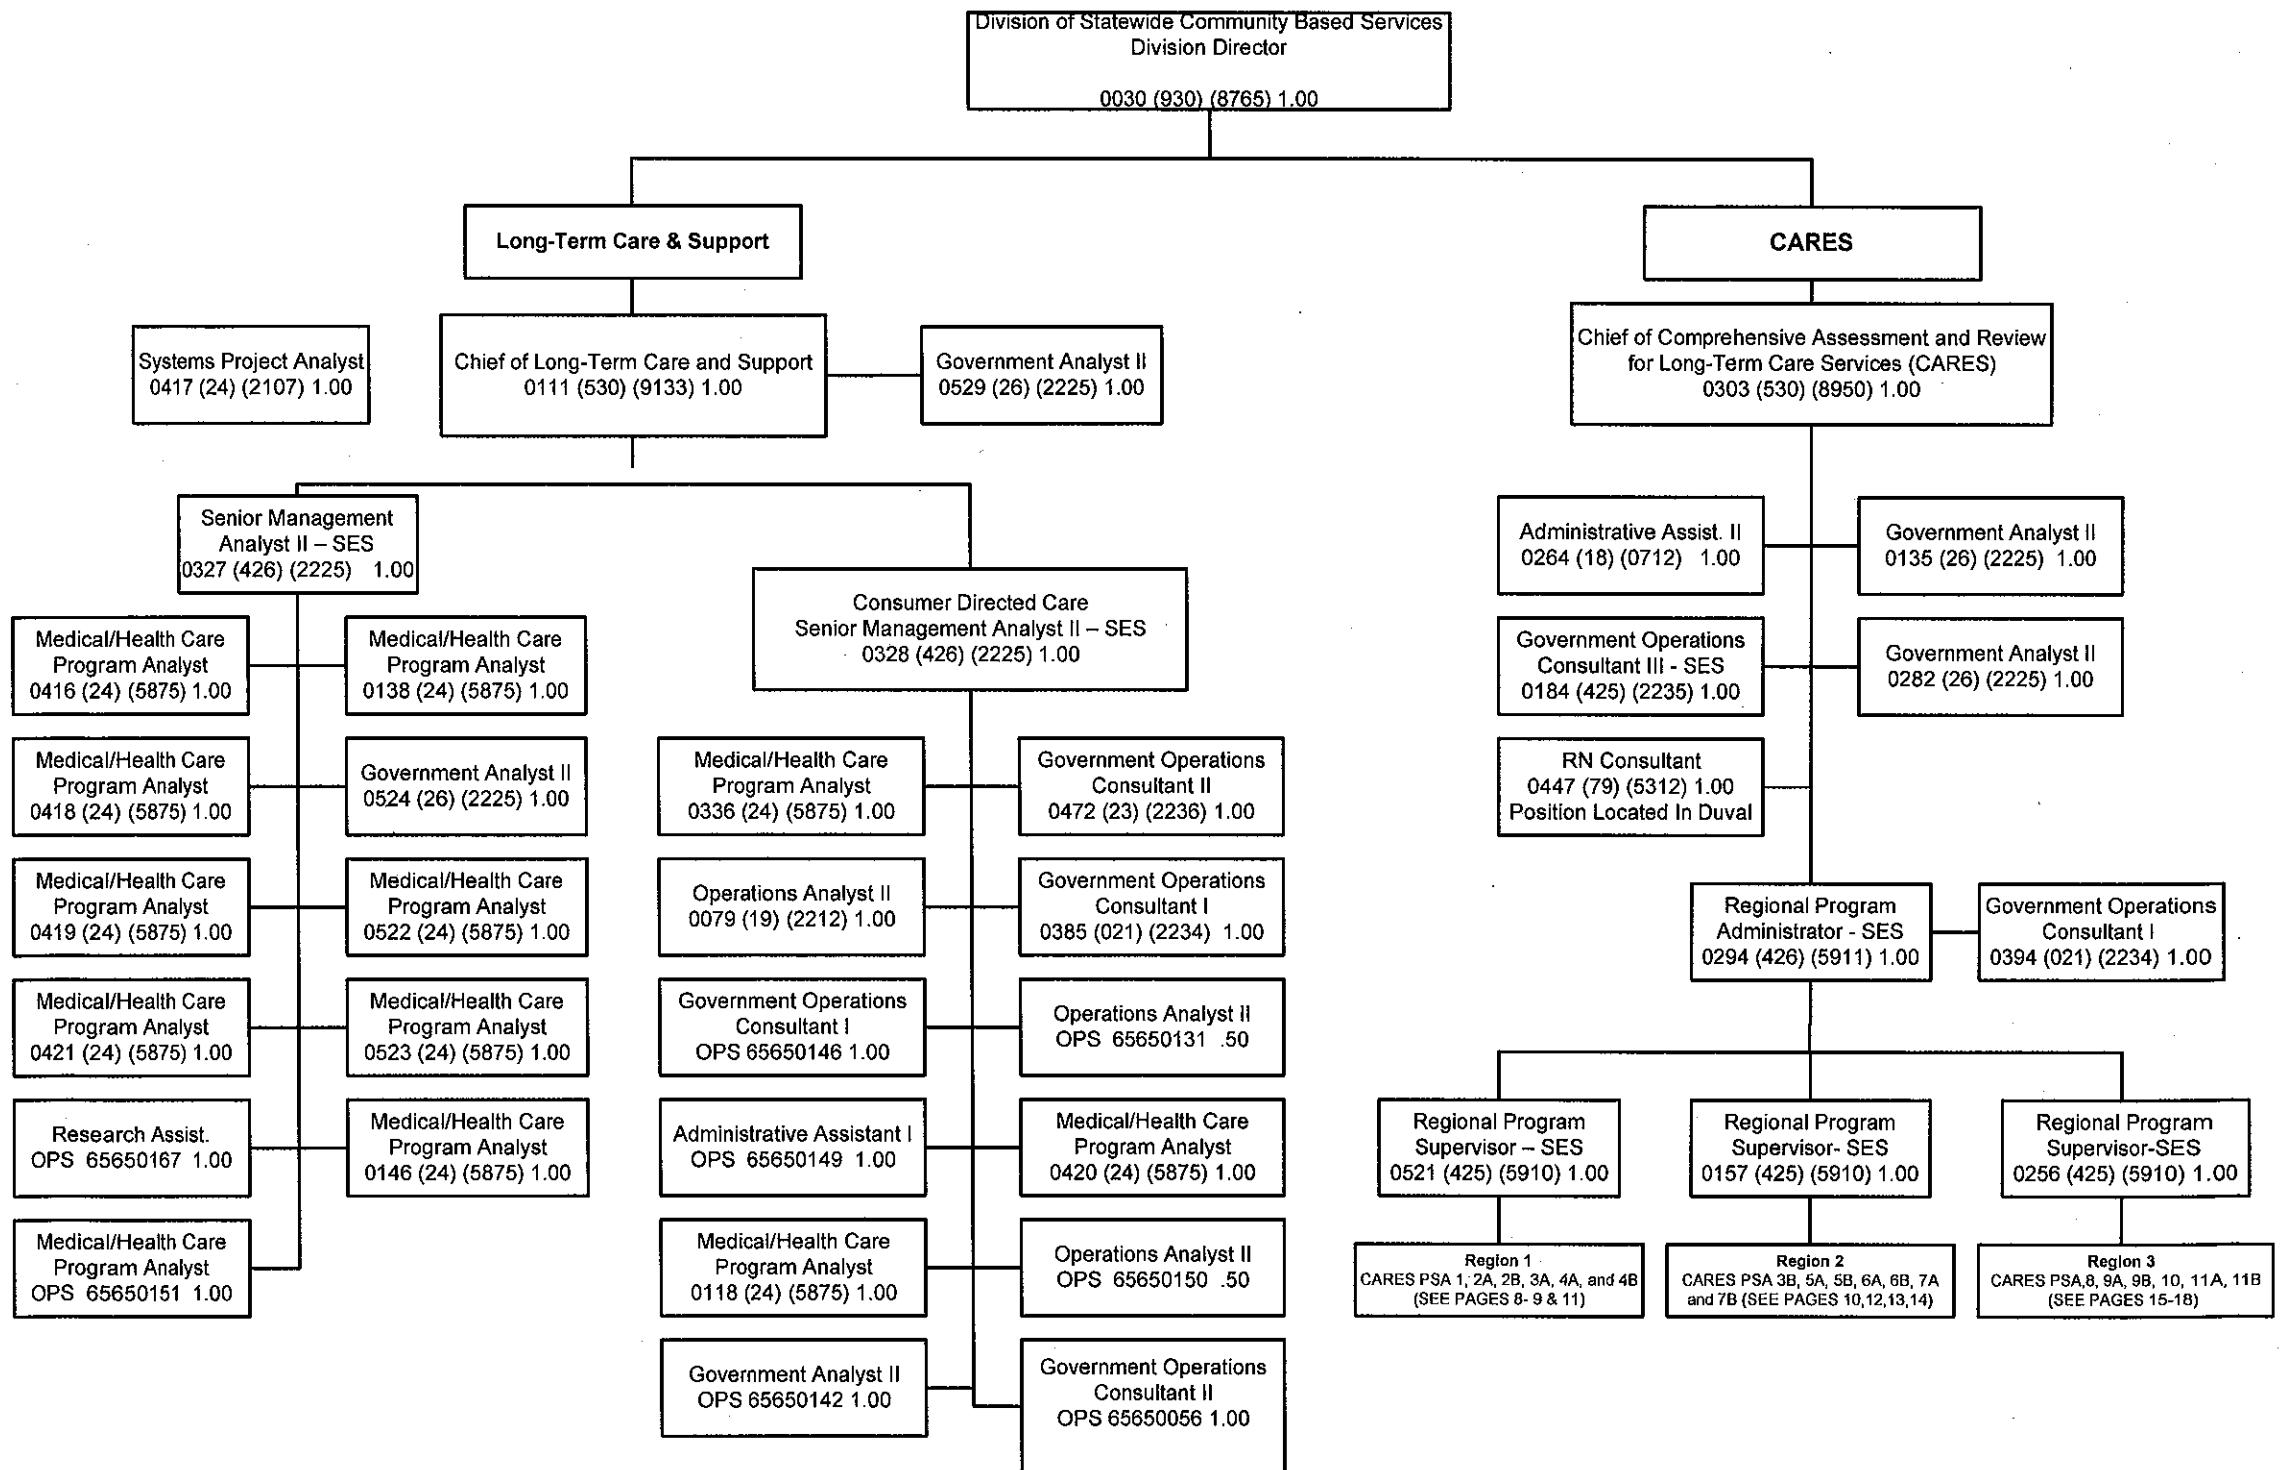 Division of Statewide Community Based Services
Division Director
0030 (930) (8765) 1.00
Long-Term Care & Support
CARES
Systems Project Analyst
0417 (24) (2107) 1.00
Chief of Long-Term Care and Support
0111 (530) (9133) 1.00
Government Analyst II
0529 (26) (2225) 1.00
Chief of Comprehensive Assessment and Review
for Long-Term Care Services (CARES)
0303 (530) (8950) 1.00
Senior Management
Analyst II – SES
0327 (426) (2225) 1.00
Medical/Health Care
Program Analyst
0416 (24) (5875) 1.00
Medical/Health Care
Program Analyst
0138 (24) (5875) 1.00
Medical/Health Care
Program Analyst
0418 (24) (5875) 1.00
Government Analyst II
0524 (26) (2225) 1.00
Medical/Health Care
Program Analyst
0419 (24) (5875) 1.00
Medical/Health Care
Program Analyst
0522 (24) (5875) 1.00
Medical/Health Care
Program Analyst
0421 (24) (5875) 1.00
Medical/Health Care
Program Analyst
0523 (24) (5875) 1.00
Research Assist.
OPS 65650167 1.00
Medical/Health Care
Program Analyst
0146 (24) (5875) 1.00
Medical/Health Care
Program Analyst
OPS 65650151 1.00
Consumer Directed Care
Senior Management Analyst II – SES
0328 (426) (2225) 1.00
Medical/Health Care
Program Analyst
0336 (24) (5875) 1.00
Government Operations
Consultant II
0472 (23) (2236) 1.00
Operations Analyst II
0079 (19) (2212) 1.00
Government Operations
Consultant I
0385 (021) (2234) 1.00
Government Operations
Consultant I
OPS 65650146 1.00
Operations Analyst II
OPS 65650131 .50
Administrative Assistant I
OPS 65650149 1.00
Medical/Health Care
Program Analyst
0420 (24) (5875) 1.00
Medical/Health Care
Program Analyst
0118 (24) (5875) 1.00
Operations Analyst II
OPS 65650150 .50
Government Analyst II
OPS 65650142 1.00
Government Operations
Consultant II
OPS 65650056 1.00
Administrative Assist. II
0264 (18) (0712) 1.00
Government Analyst II
0135 (26) (2225) 1.00
Government Operations
Consultant III - SES
0184 (425) (2235) 1.00
Government Analyst II
0282 (26) (2225) 1.00
RN Consultant
0447 (79) (5312) 1.00
Position Located In Duval
Regional Program
Administrator - SES
0294 (426) (5911) 1.00
Government Operations
Consultant I
0394 (021) (2234) 1.00
Regional Program
Supervisor – SES
0521 (425) (5910) 1.00
Regional Program
Supervisor- SES
0157 (425) (5910) 1.00
Regional Program
Supervisor-SES
0256 (425) (5910) 1.00
Region 1
CARES PSA 1, 2A, 2B, 3A, 4A, and 4B
(SEE PAGES 8- 9 & 11)
Region 2
CARES PSA 3B, 5A, 5B, 6A, 6B, 7A
and 7B (SEE PAGES 10,12,13,14)
Region 3
CARES PSA,8, 9A, 9B, 10, 11A, 11B
(SEE PAGES 15-18)